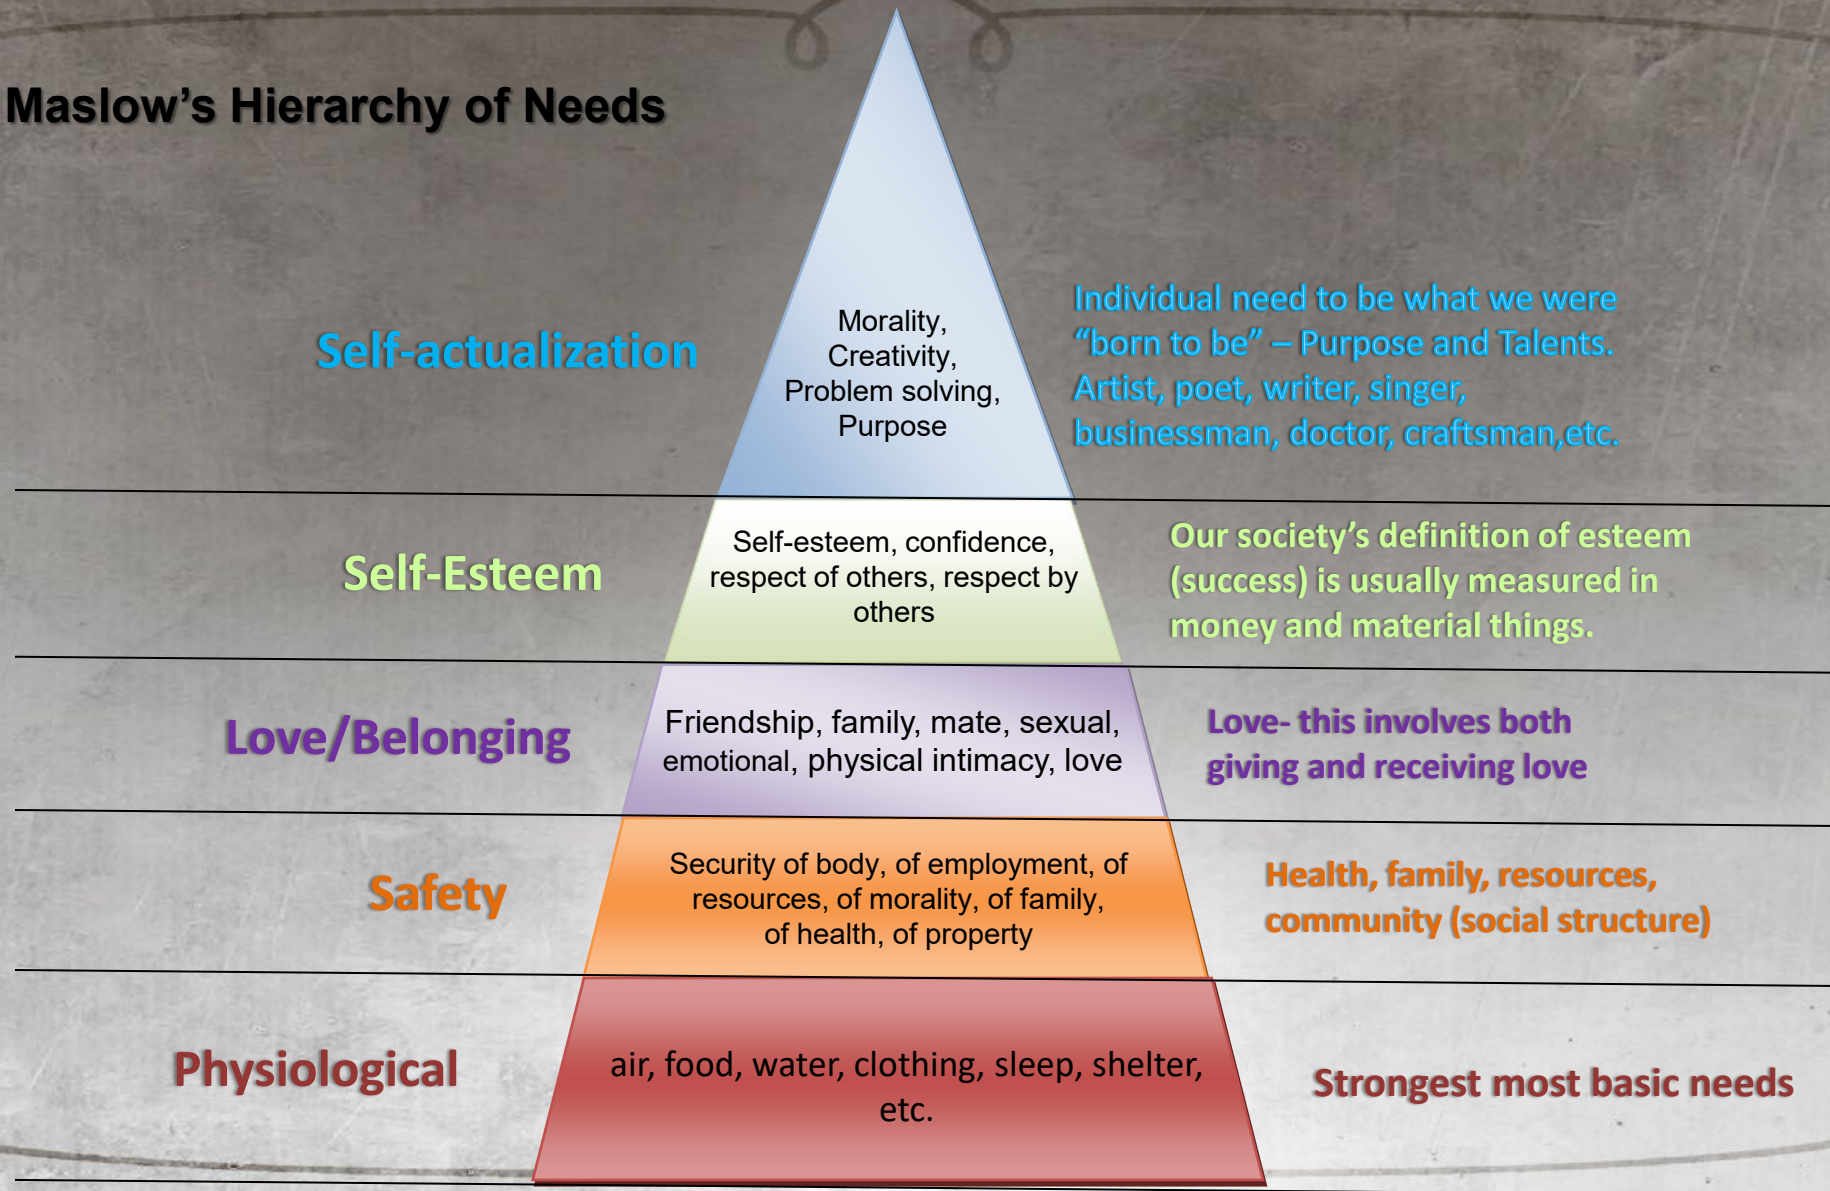 Maslow’s Hierarchy of Needs
Self-actualization
Morality,
Creativity,
Problem solving,
Purpose
Individual need to be what we were
“born to be” – Purpose and Talents.
Artist, poet, writer, singer,
businessman, doctor, craftsman,etc.
Self-Esteem
Self-esteem, confidence,
respect of others, respect by
others
Our society’s definition of esteem
(success) is usually measured in
money and material things.
Love/Belonging
Friendship, family, mate, sexual,
emotional, physical intimacy, love
Love- this involves both
giving and receiving love
Safety
Security of body, of employment, of
resources, of morality, of family,
of health, of property
Health, family, resources,
community (social structure)
Physiological
air, food, water, clothing, sleep, shelter,
etc.
Strongest most basic needs